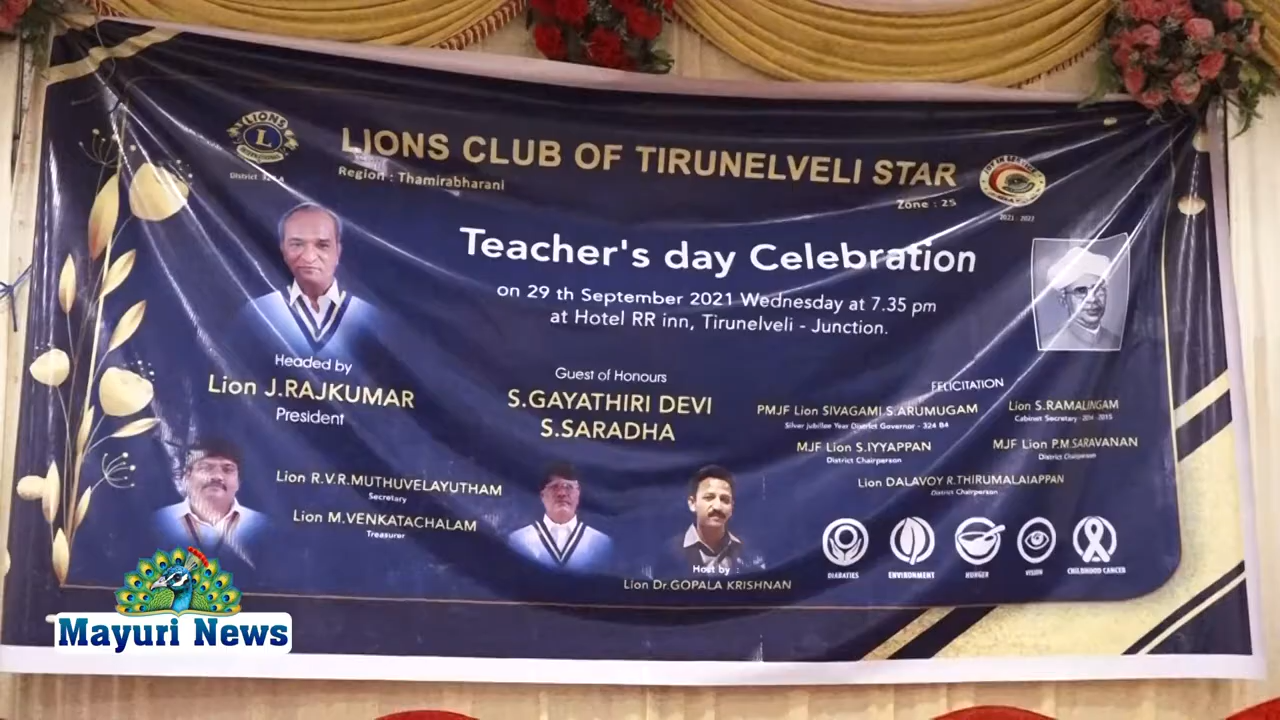 LIONS
L
LIONS CLUB OF TIRUNELVELI STAR
Region : Thamirabharani
Zone : 25
2021 - 2022
Teacher's day Celebration
on 29 th September 2021 Wednesday at 7.35 pm
at Hotel RR inn, Tirunelveli - Junction.
Headed by
Lion J.RAJKUMAR
President
Guest of Honours
S.GAYATHIRI DEVI
S.SARADHA
FELICITATION
PMJF Lion SIVAGAMI S.ARUMUGAM
Silver Jubilee Year District Governor - 324 B4
Lion S.RAMALINGAM
Cabinet Secretary
MJF Lion S.IYYAPPAN
District Chairperson
MJF Lion P.M.SARAVANAN
District Chairperson
Lion DALAVOY R.THIRUMALAIAPPAN
District Chairperson
Lion R.V.R.MUTHUVELAYUTHAM
Secretary
Lion M.VENKATACHALAM
Treasurer
Host by :
Lion Dr.GOPALA KRISHNAN
DIABATIES
ENVIRONMENT
HUNGER
VISION
CHILDHOOD CANCER
Mayuri News